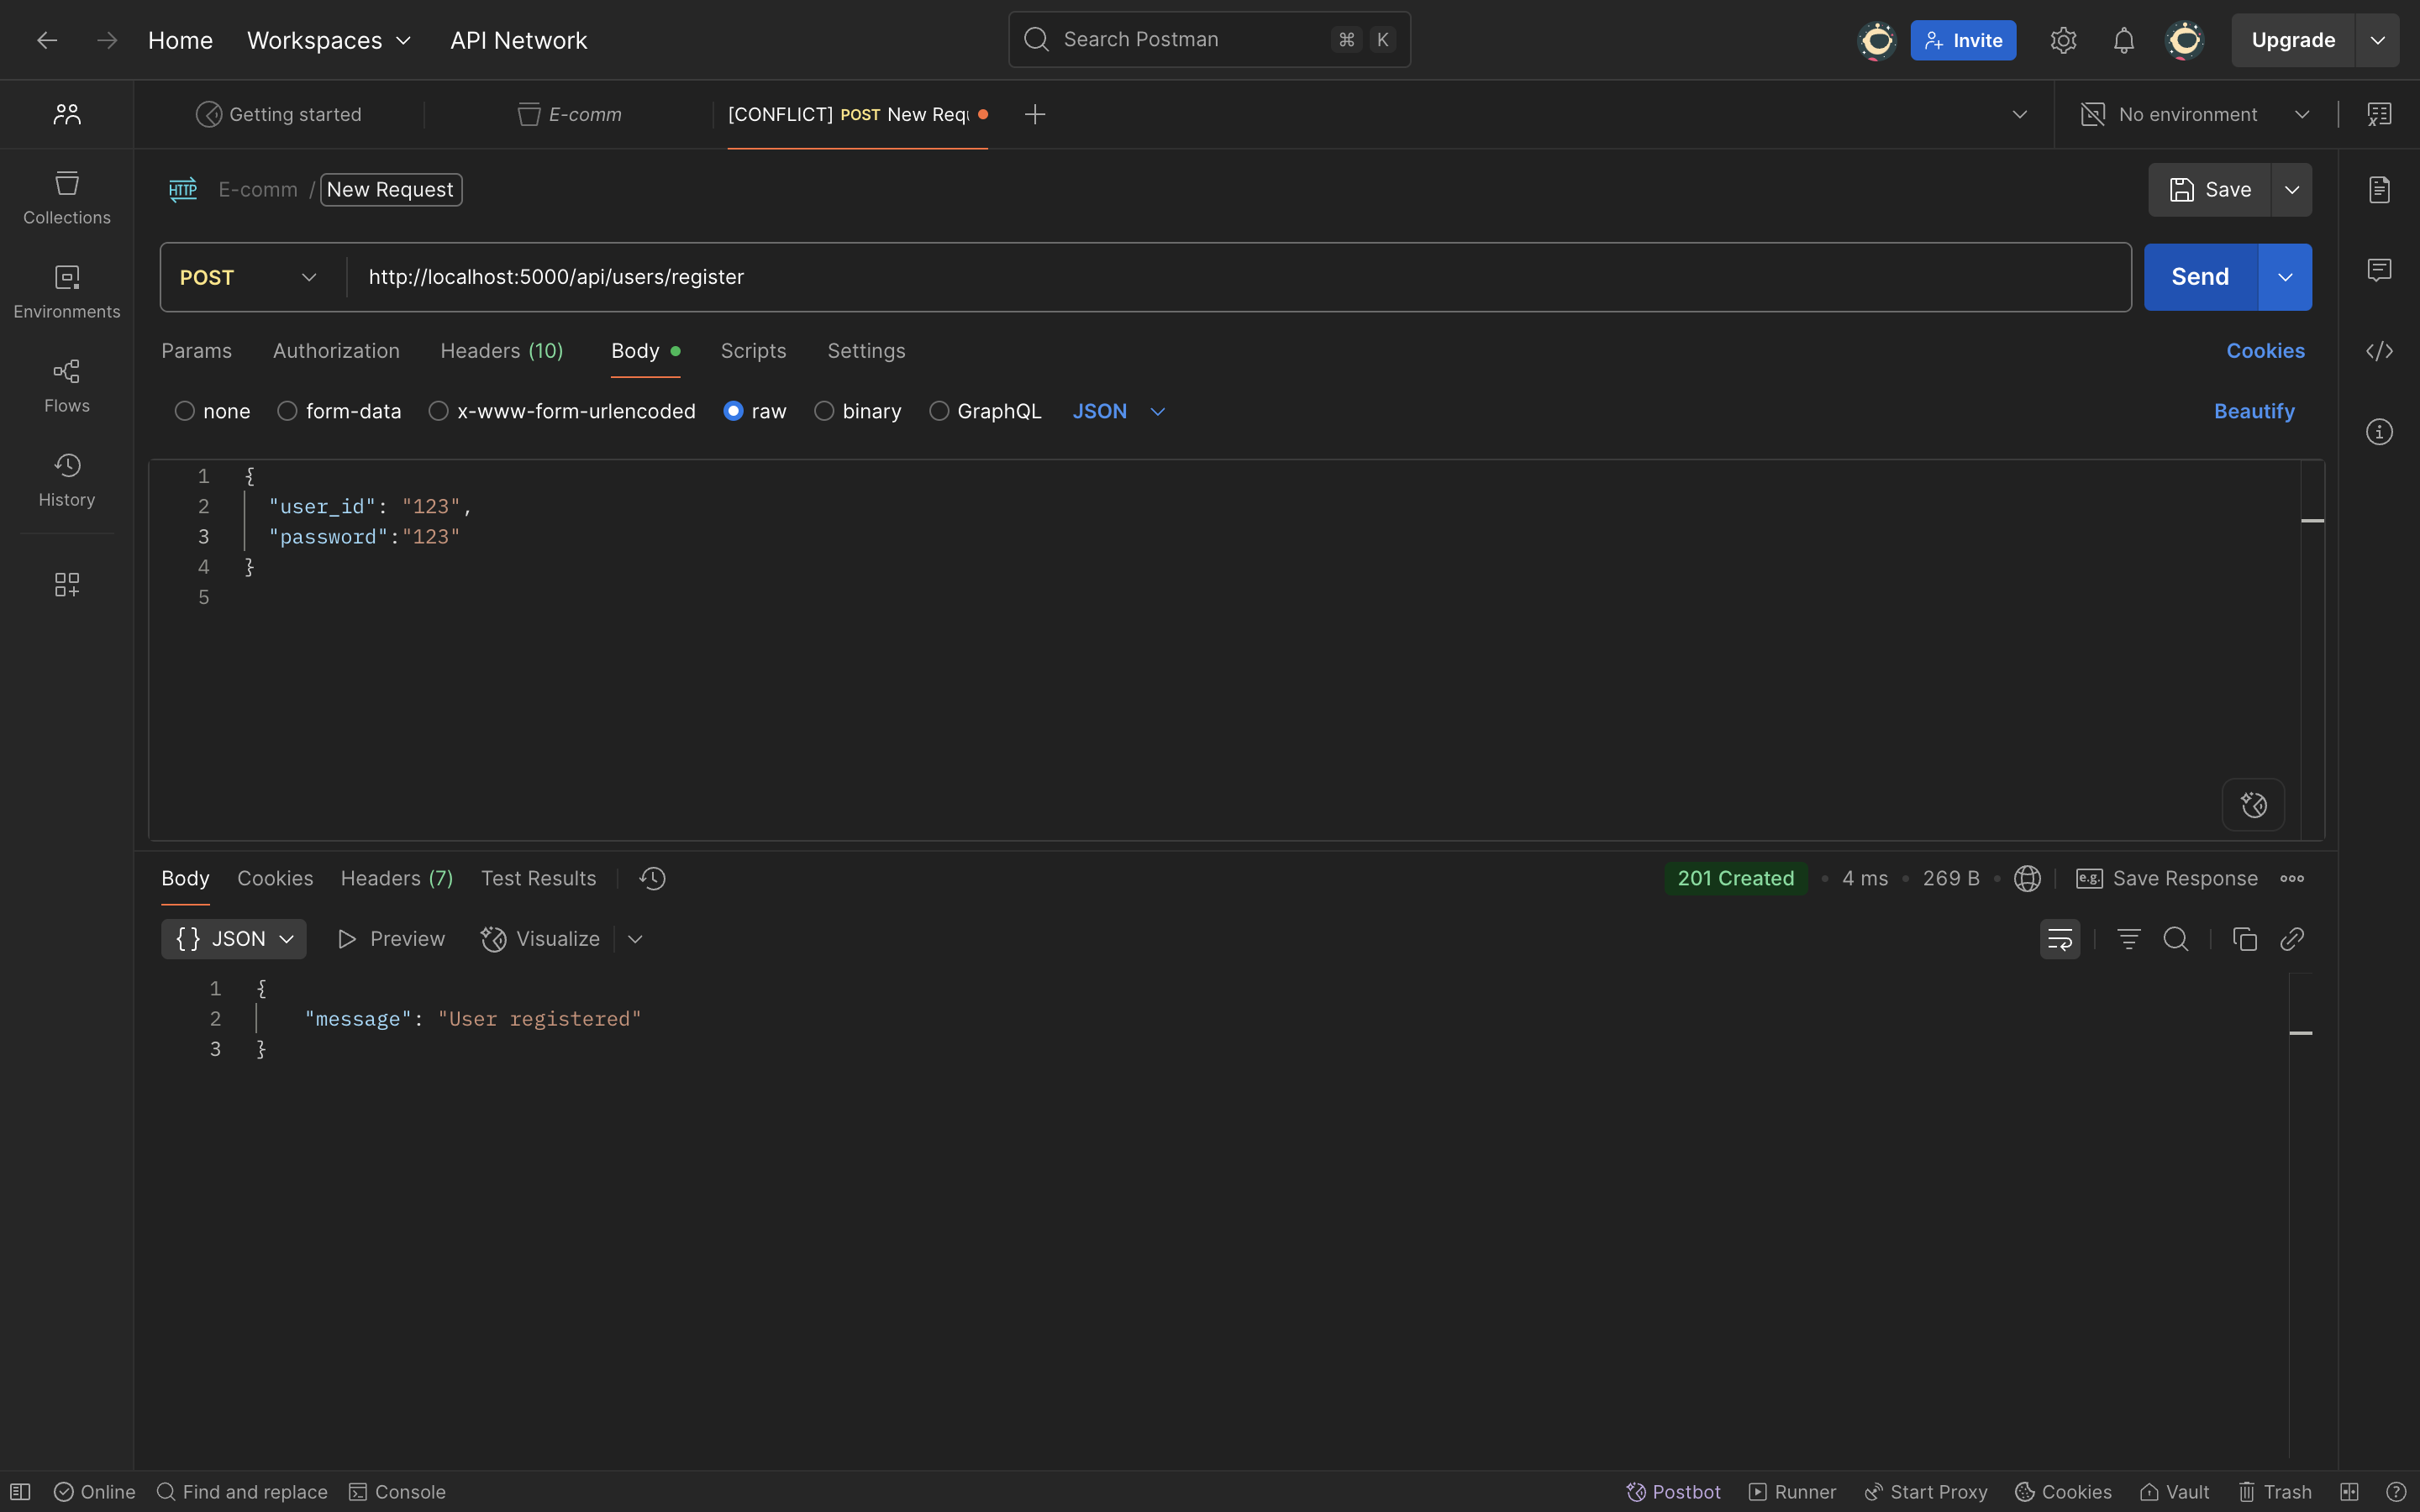 Home Workspaces API Network Search Postman ⌘ K Invite Upgrade
Getting started E-comm [CONFLICT] POST New Requ No environment
HTTP E-comm / New Request Save
POST http://localhost:5000/api/users/register Send
Params Authorization Headers (10) Body Scripts Settings Cookies
none form-data x-www-form-urlencoded raw binary GraphQL JSON Beautify
Collections
Environments
Flows
History
1 {
2 "user_id": "123",
3 "password":"123"
4 }
5
Body Cookies Headers (7) Test Results 201 Created • 4 ms • 269 B • e.g. Save Response
{} JSON Preview Visualize
1 {
2 "message": "User registered"
3 }
Online Find and replace Console Postbot Runner Start Proxy Cookies Vault Trash